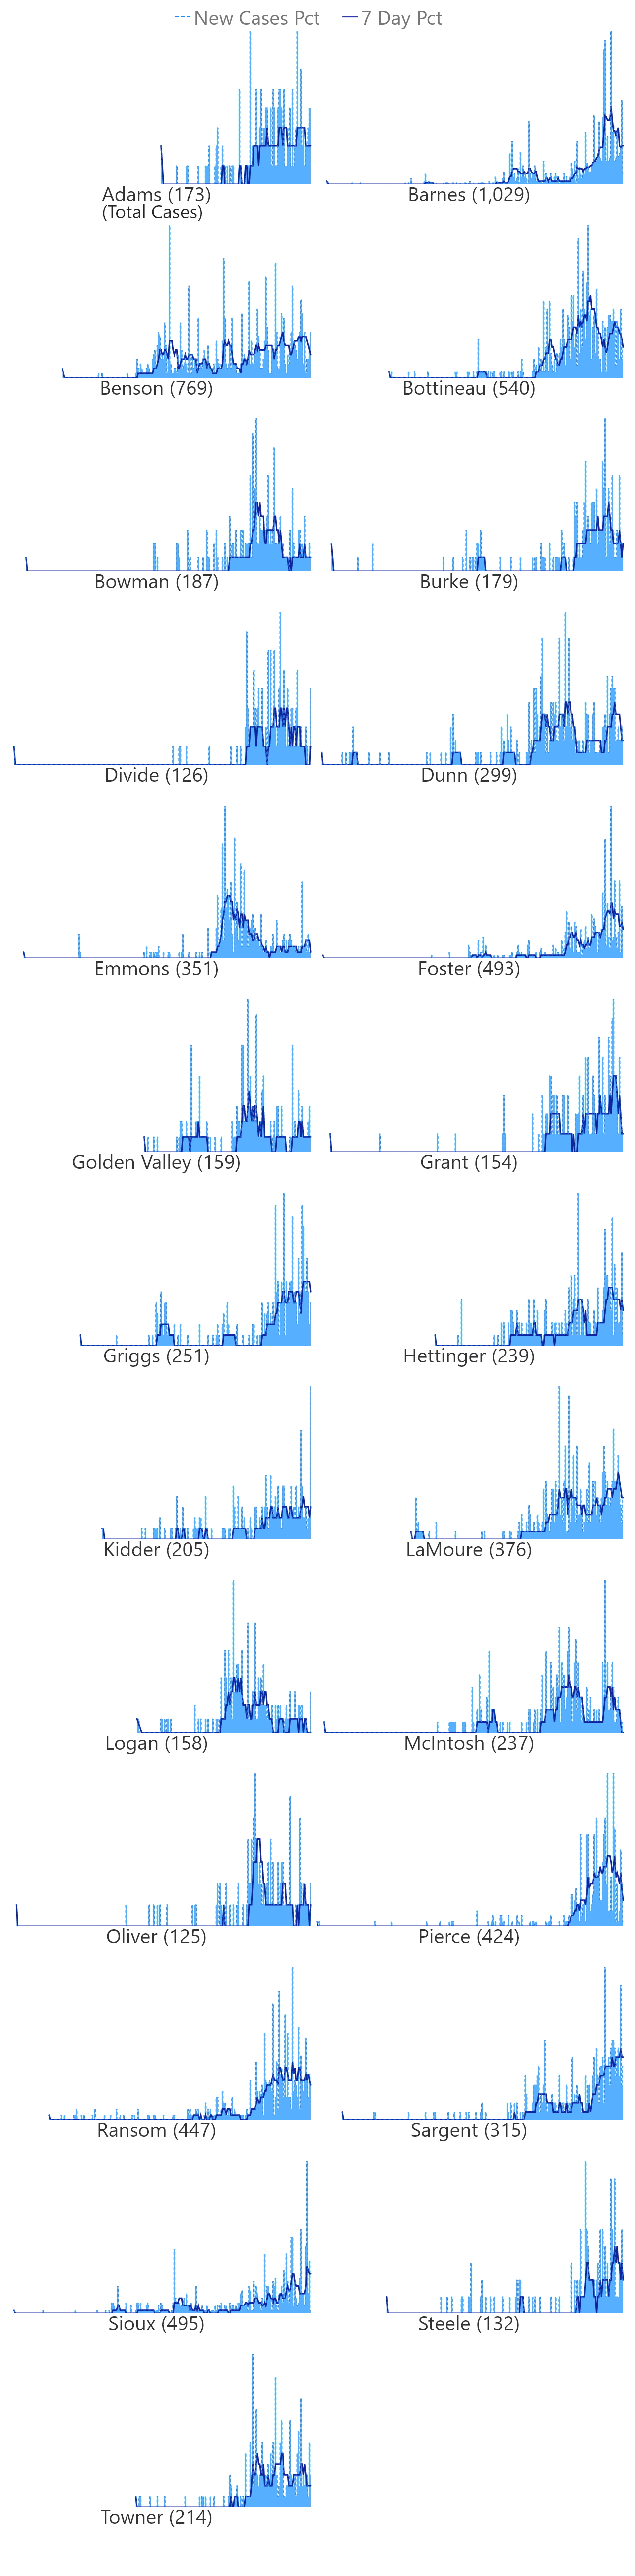 New Cases Pct 7 Day Pct
Adams (173) Barnes (1,029)
(Total Cases)
Benson (769) Bottineau (540)
Bowman (187) Burke (179)
Divide (126) Dunn (299)
Emmons (351) Foster (493)
Golden Valley (159) Grant (154)
Griggs (251) Hettinger (239)
Kidder (205) LaMoure (376)
Logan (158) McIntosh (237)
Oliver (125) Pierce (424)
Ransom (447) Sargent (315)
Sioux (495) Steele (132)
Towner (214)